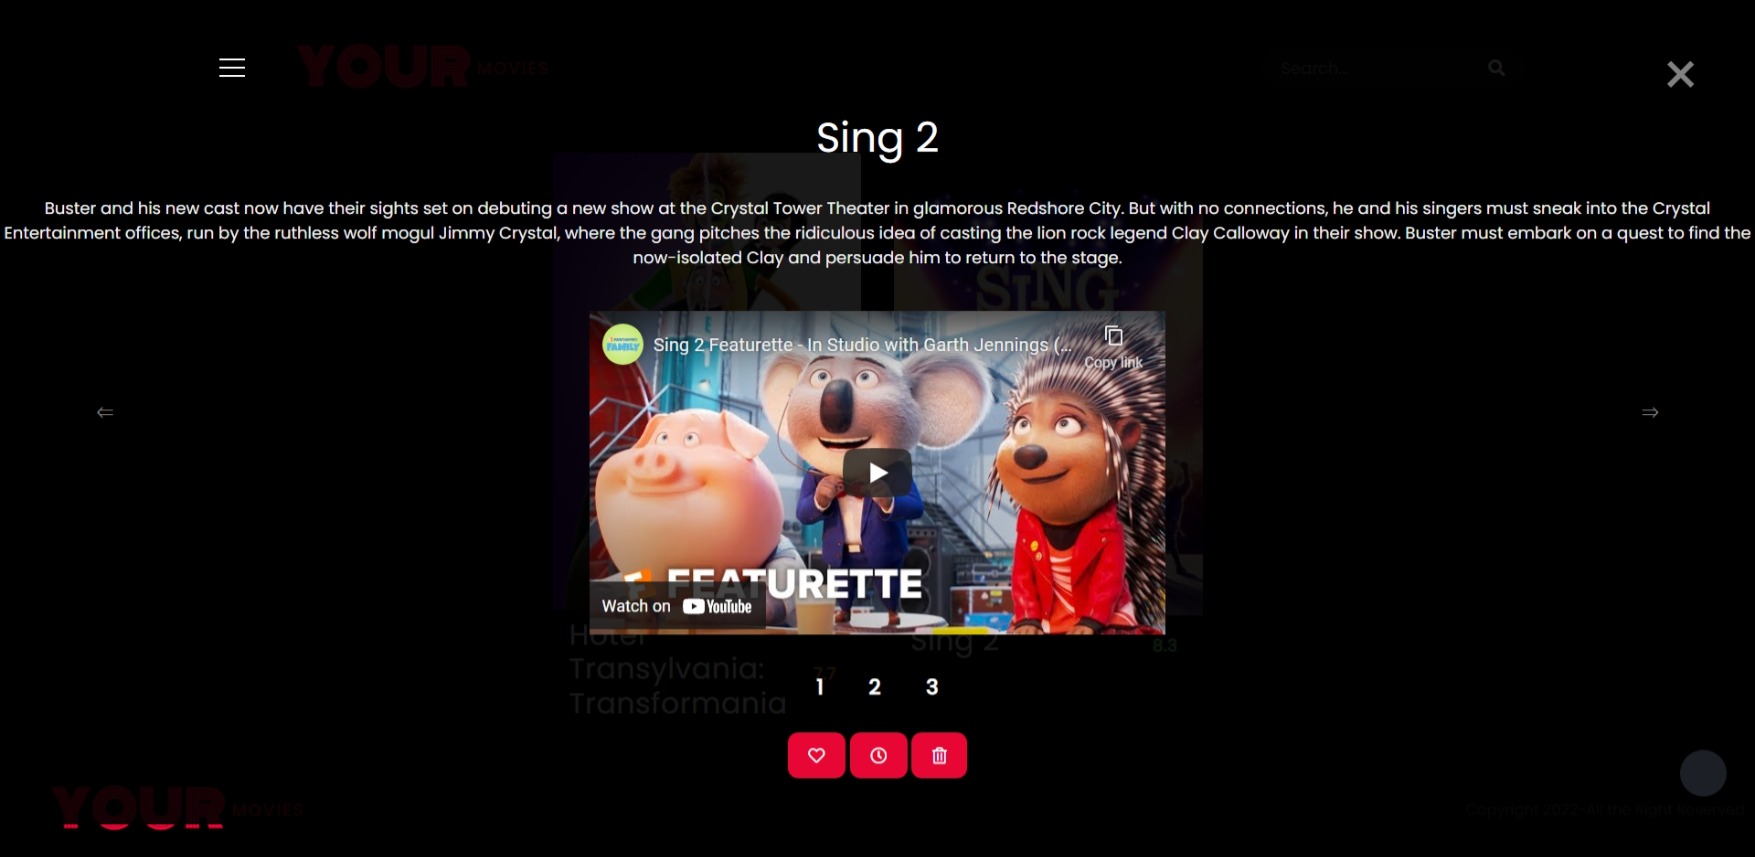 YOUR MOVIES
Search...
Sing 2
Buster and his new cast now have their sights set on debuting a new show at the Crystal Tower Theater in glamorous Redshore City. But with no connections, he and his singers must sneak into the Crystal
Entertainment offices, run by the ruthless wolf mogul Jimmy Crystal, where the gang pitches the ridiculous idea of casting the lion rock legend Clay Calloway in their show. Buster must embark on a quest to find the
now-isolated Clay and persuade him to return to the stage.
SING
FAMILY
Sing 2 Featurette - In Studio with Garth Jennings (...
Copy link
FEATURETTE
Watch on YouTube
Hotel
Transylvania:
Transformania
7.7
Sing 2
8.3
1 2 3
YOUR MOVIES
Copyright 2022-All the Right Reserved